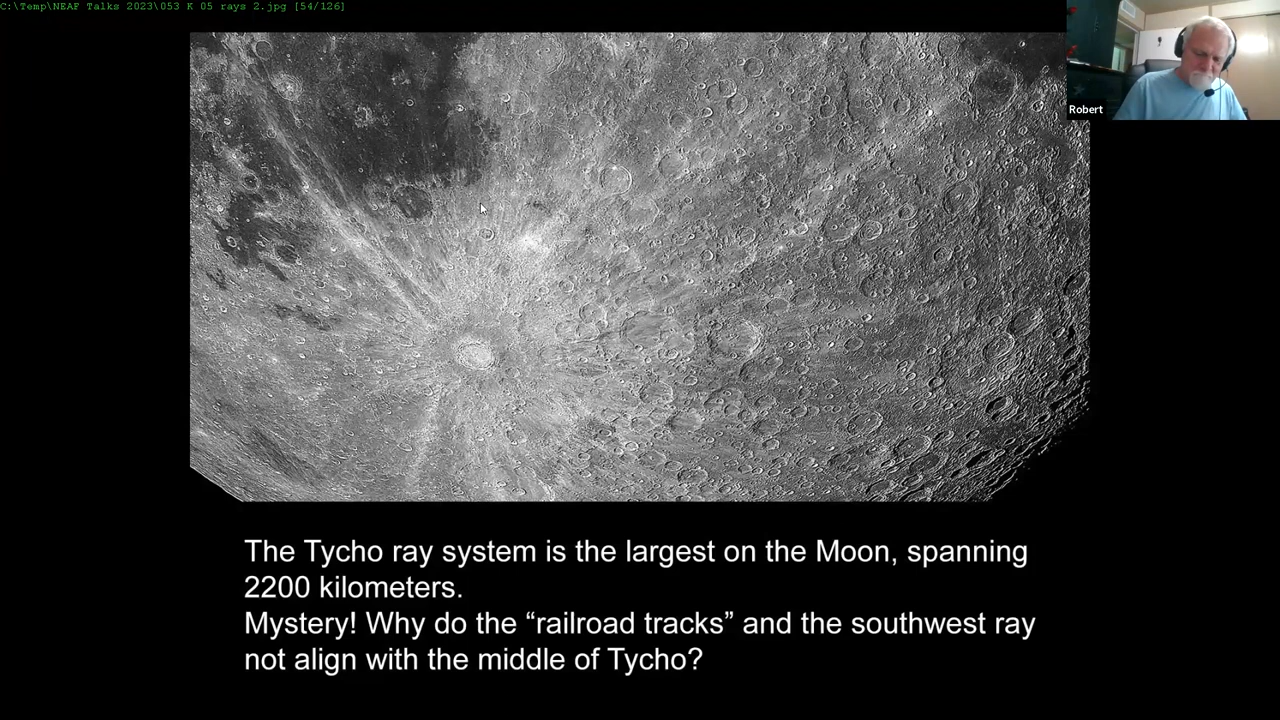 C:\Temp\NEAF Talks 2023\053 K 05 rays 2.jpg [54/126]
Robert
The Tycho ray system is the largest on the Moon, spanning
2200 kilometers.
Mystery! Why do the “railroad tracks” and the southwest ray
not align with the middle of Tycho?